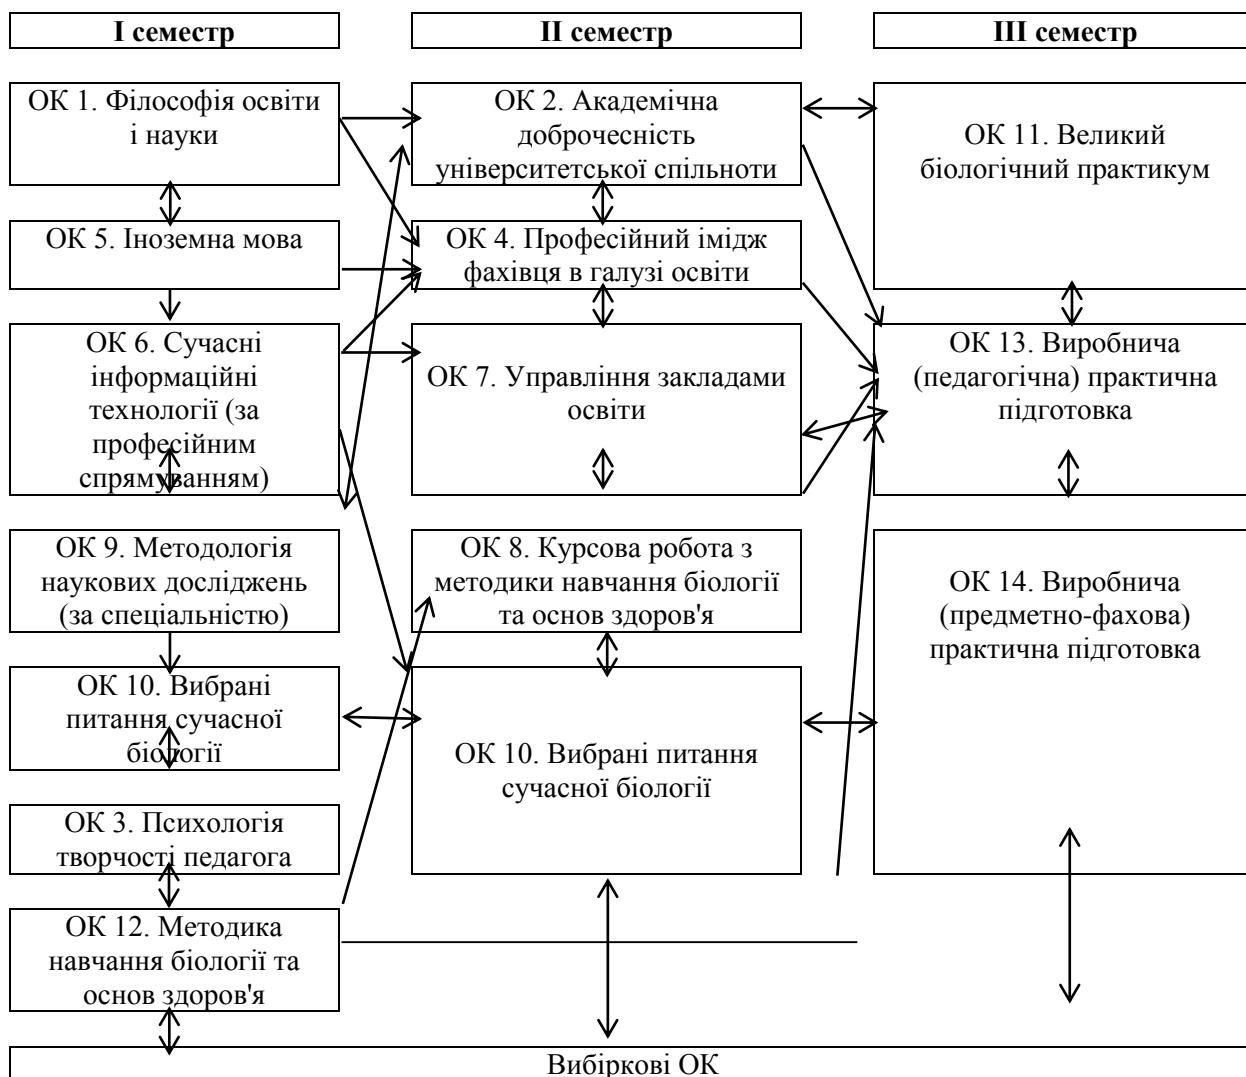 I семестр
II семестр
III семестр
ОК 1. Філософія освіти
і науки
ОК 5. Іноземна мова
ОК 6. Сучасні
інформаційні
технології (за
професійним
спрямуванням)
ОК 9. Методологія
наукових досліджень
(за спеціальністю)
ОК 10. Вибрані
питання сучасної
біології
ОК 3. Психологія
творчості педагога
ОК 12. Методика
навчання біології та
основ здоров'я
ОК 2. Академічна
доброчесність
університетської спільноти
ОК 4. Професійний імідж
фахівця в галузі освіти
ОК 7. Управління закладами
освіти
ОК 8. Курсова робота з
методики навчання біології
та основ здоров'я
ОК 10. Вибрані питання
сучасної біології
ОК 11. Великий
біологічний практикум
ОК 13. Виробнича
(педагогічна) практична
підготовка
ОК 14. Виробнича
(предметно-фахова)
практична підготовка
Вибіркові ОК